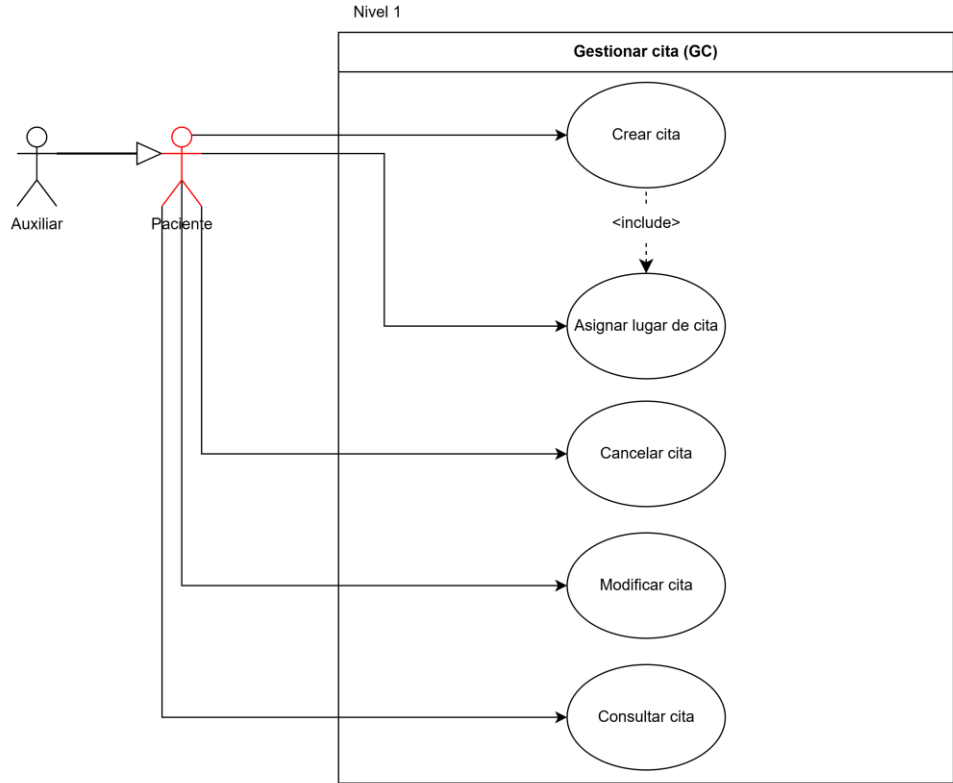 Nivel 1
Gestionar cita (GC)
Crear cita
Auxiliar
Paciente
<include>
Asignar lugar de cita
Cancelar cita
Modificar cita
Consultar cita